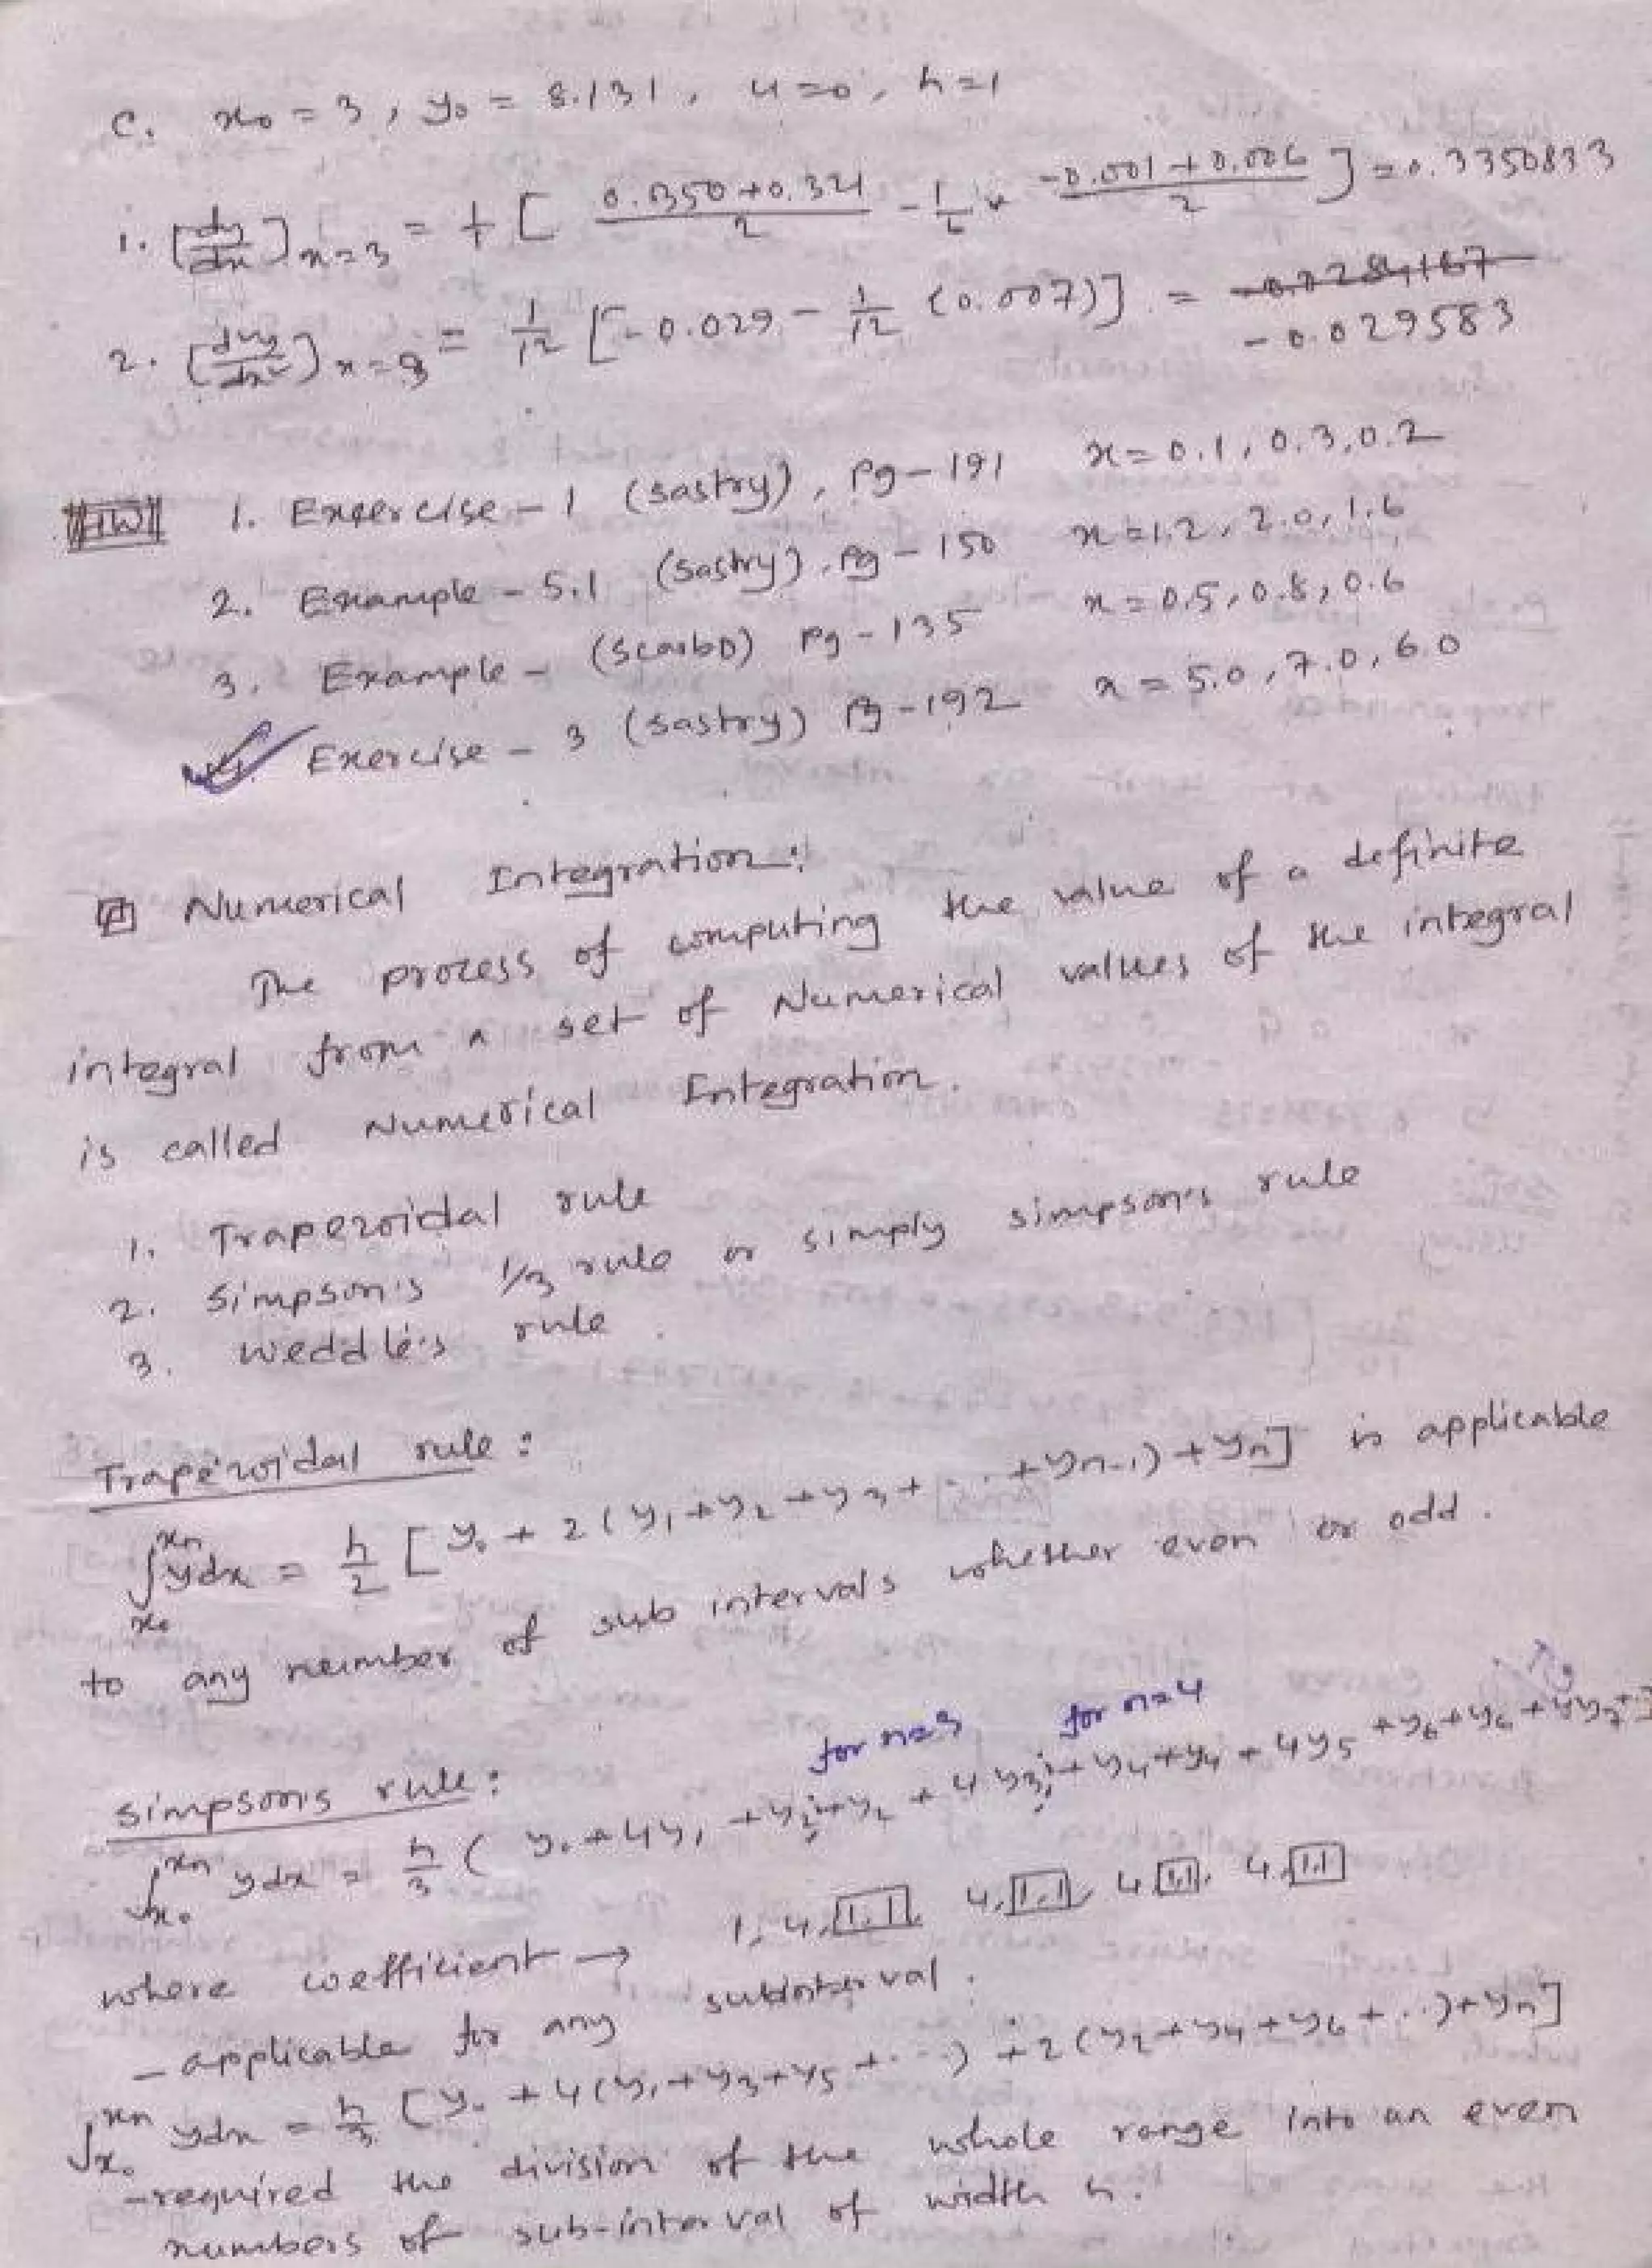 C. x₀ = 3, y₀ = 8.131, u=0, h=1
i. [dy/dx]ₓ₌₃ = + [ (0.350+0.321)/2 - 1/6 × (-0.001+0.006)/2 ] = 0.3350833
2. [d²y/dx²]ₓ₌₃ = 1/12 [-0.029 - 1/12 (0.007)] =
-0.029583
HW 1. Exercise - 1 (Sastry), Pg-191 x=0.1, 0.3, 0.2
2. Example - 5.1 (Sastry), Pg-150 x=1.2, 2.0, 1.6
3. Example - (Scarbo) Pg-135 x=0.5, 0.8, 0.6
4. Exercise - 3 (Sastry) Pg-192 x=5.0, 7.0, 6.0
Numerical Integration:
The process of computing the value of a definite
integral from a set of Numerical values of the integral
is called Numerical Integration.
1. Trapezoidal rule
2. Simpson's 1/3 rule or simply simpson's rule
3. Weddle's rule.
Trapezoidal rule:
∫ₓ₀ˣⁿ ydx = h/2 [y₀ + 2(y₁+y₂+y₃+...+yₙ₋₁)+yₙ] is applicable
to any number of sub intervals whether even or odd.
for n=3 for n=4
Simpson's rule:
∫ₓ₀ˣⁿ ydx = h/3 ( y₀+4y₁+y₂+y₂+4y₃+y₄+y₄+4y₅+y₆+y₆+4y₇+
where coefficient → 1, 4, 1,1, 4, 1,1, 4 1,1, 4, 1,1
- applicable for any subinterval.
∫ₓ₀ˣⁿ ydx = h/3 [y₀ + 4(y₁+y₃+y₅+...) +2(y₂+y₄+y₆+..)+yₙ]
-required the division of the whole range into an even
numbers of sub-interval of width h.